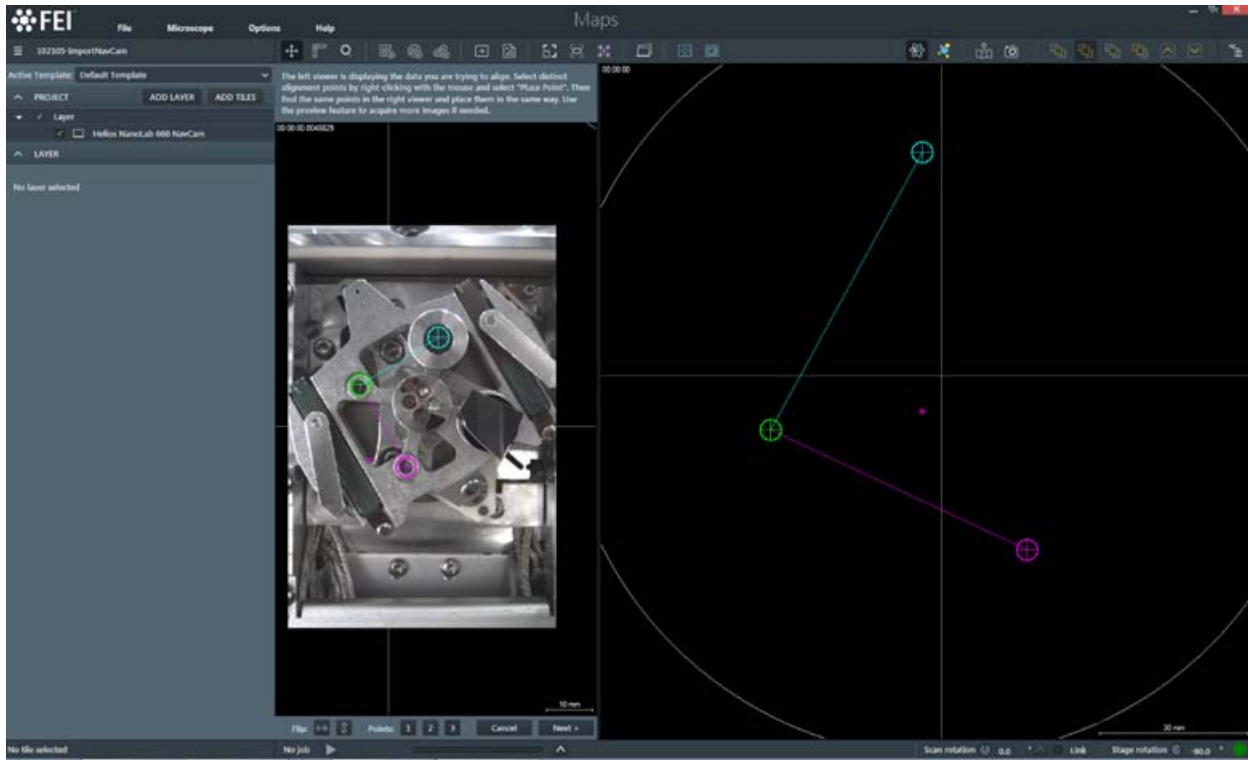 FEI
File
Microscope
Options
Help
Maps
102105-ImportNavCam
Active Template: Default Template
PROJECT
ADD LAYER
ADD TILES
Layer
Helios NanoLab 660 NavCam
LAYER
No layer selected
The left viewer is displaying the data you are trying to align. Select distinct
alignment points by right-clicking with the mouse and select "Place Point". Then
find the same points in the right viewer and place them in the same way. Use
the preview feature to acquire more images if needed.
00:00:00.0040029
00:00:00
10 mm
30 mm
Flip:
Points: 1 2 3
Cancel
Next >
No tile selected
No job
Scan rotation 0.0 °
Link
Stage rotation -90.0 °